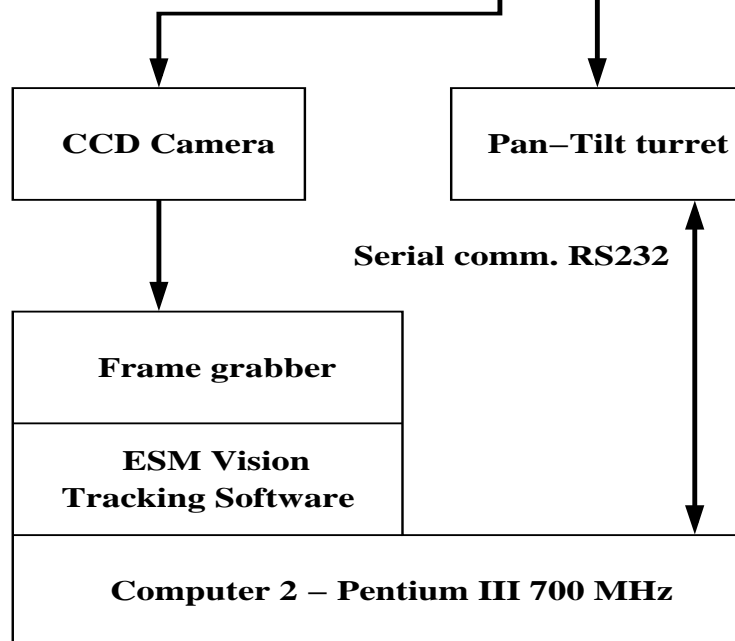 CCD Camera
Pan–Tilt turret
Serial comm. RS232
Frame grabber
ESM Vision
Tracking Software
Computer 2 – Pentium III 700 MHz